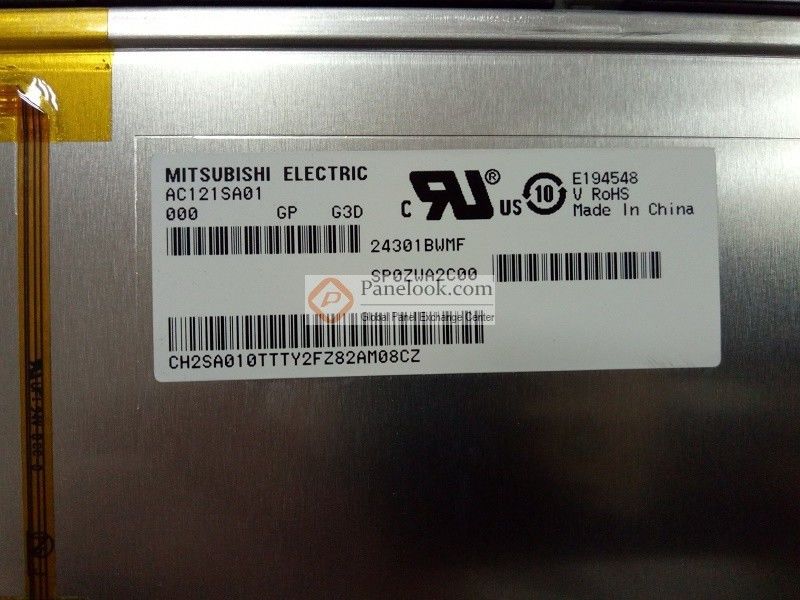 MITSUBISHI ELECTRIC
AC121SA01
000 GP G3D
C RU® US 10 E194548
V RoHS
Made In China
24301BWMF
SP0ZWA2C00
P Panelook.com
Global Panel Exchange Center
CH2SA010TTTY2FZ82AM08CZ